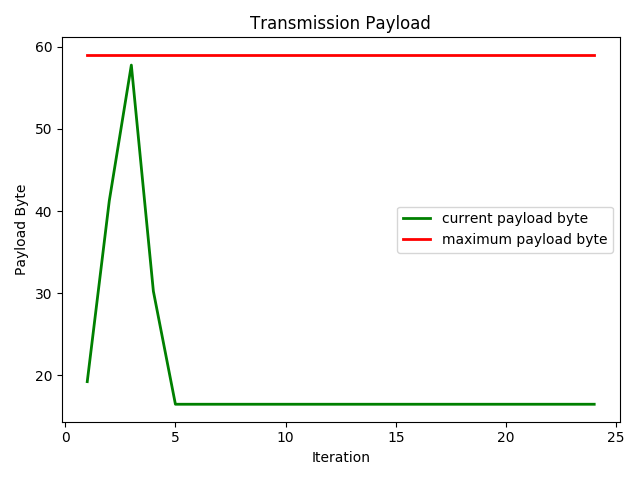 Transmission Payload
60
50
40
30
20
Payload Byte
current payload byte
maximum payload byte
0 5 10 15 20 25
Iteration